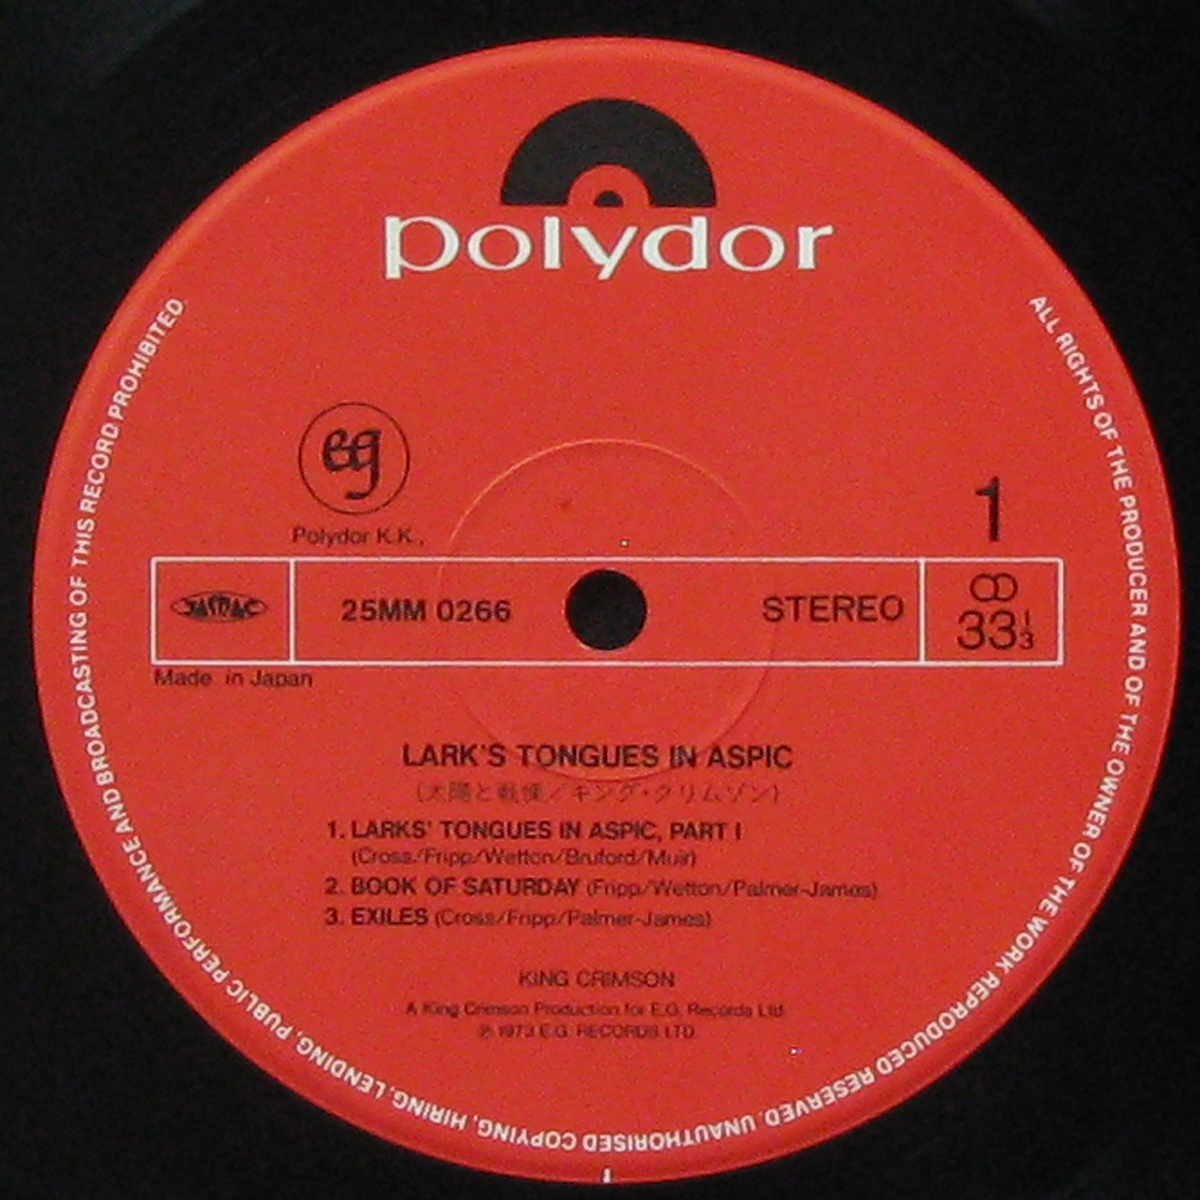 polydor
eg
Polydor K.K.,
1
JASRAC
25MM 0266
STEREO
33 1/3
Made in Japan
LARK'S TONGUES IN ASPIC
(太陽と戦慄/キング・クリムゾン)
1. LARKS' TONGUES IN ASPIC, PART I
(Cross/Fripp/Wetton/Bruford/Muir)
2. BOOK OF SATURDAY (Fripp/Wetton/Palmer-James)
3. EXILES (Cross/Fripp/Palmer-James)
KING CRIMSON
A King Crimson Production for E.G. Records Ltd.
℗ 1973 E.G. RECORDS LTD.
ALL RIGHTS OF THE PRODUCER AND OF THE OWNER OF THE WORK REPRODUCED RESERVED. UNAUTHORISED COPYING, HIRING, LENDING, PUBLIC PERFORMANCE AND BROADCASTING OF THIS RECORD PROHIBITED